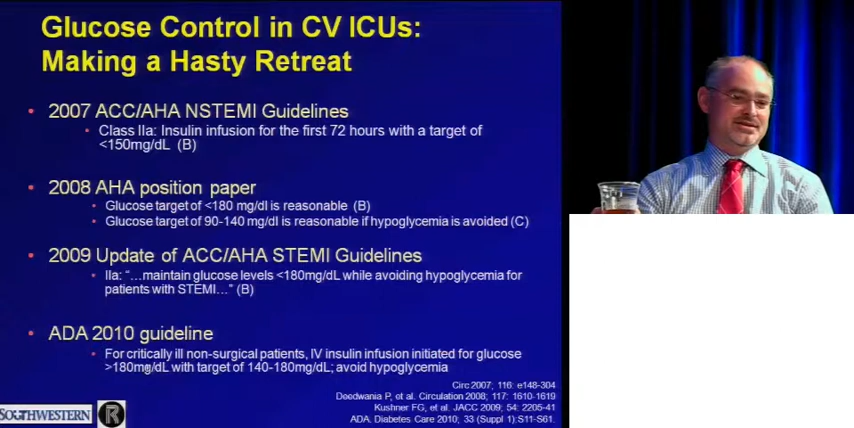 Glucose Control in CV ICUs:
Making a Hasty Retreat
• 2007 ACC/AHA NSTEMI Guidelines
• Class IIa: Insulin infusion for the first 72 hours with a target of
<150mg/dL (B)
• 2008 AHA position paper
• Glucose target of <180 mg/dl is reasonable (B)
• Glucose target of 90-140 mg/dl is reasonable if hypoglycemia is avoided (C)
• 2009 Update of ACC/AHA STEMI Guidelines
• IIa: “…maintain glucose levels <180mg/dL while avoiding hypoglycemia for
patients with STEMI…” (B)
• ADA 2010 guideline
• For critically ill non-surgical patients, IV insulin infusion initiated for glucose
>180mg/dL with target of 140-180mg/dL; avoid hypoglycemia
Circ 2007; 116: e148-304
Deedwania P, et al. Circulation 2008; 117: 1610-1619
Kushner FG, et al. JACC 2009; 54: 2205-41
ADA. Diabetes Care 2010; 33 (Suppl 1):S11-S61.
SOUTHWESTERN
R